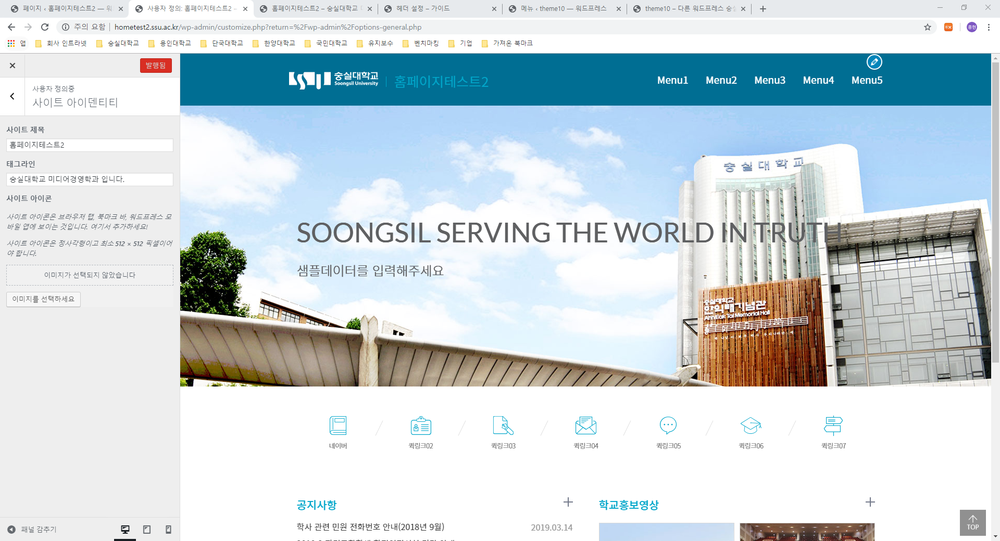 페이지 ‹ 홈페이지테스트2 — 워
사용자 정의: 홈페이지테스트2 –
홈페이지테스트2 – 숭실대학교
헤더 설정 – 가이드
메뉴 ‹ theme10 — 워드프레스
theme10 – 다른 워드프레스 숭
주의 요함
hometest2.ssu.ac.kr/wp-admin/customize.php?return=%2Fwp-admin%2Foptions-general.php
종현
앱
회사 인트라넷
숭실대학교
용인대학교
단국대학교
한양대학교
국민대학교
유지보수
벤치마킹
기업
가져온 북마크
발행됨
사용자 정의중
사이트 아이덴티티
사이트 제목
홈페이지테스트2
태그라인
숭실대학교 미디어경영학과 입니다.
사이트 아이콘
사이트 아이콘은 브라우저 탭, 북마크 바, 워드프레스 모
바일 앱에 보이는 것입니다. 여기서 추가하세요!
사이트 아이콘은 정사각형이고 최소 512 × 512 픽셀이어
야 합니다.
이미지가 선택되지 않았습니다
이미지를 선택하세요
패널 감추기
숭실대학교
Soongsil University
홈페이지테스트2
Menu1
Menu2
Menu3
Menu4
Menu5
숭실대학교
SOONGSIL SERVING THE WORLD IN TRUTH
샘플데이터를 입력해주세요
숭실대학교
한익태기념관
Ahn Eak Tai Memorial Hall
네이버
퀵링크02
퀵링크03
퀵링크04
퀵링크05
퀵링크06
퀵링크07
공지사항
학사 관련 민원 전화번호 안내(2018년 9월)
2019.03.14
학교홍보영상
TOP